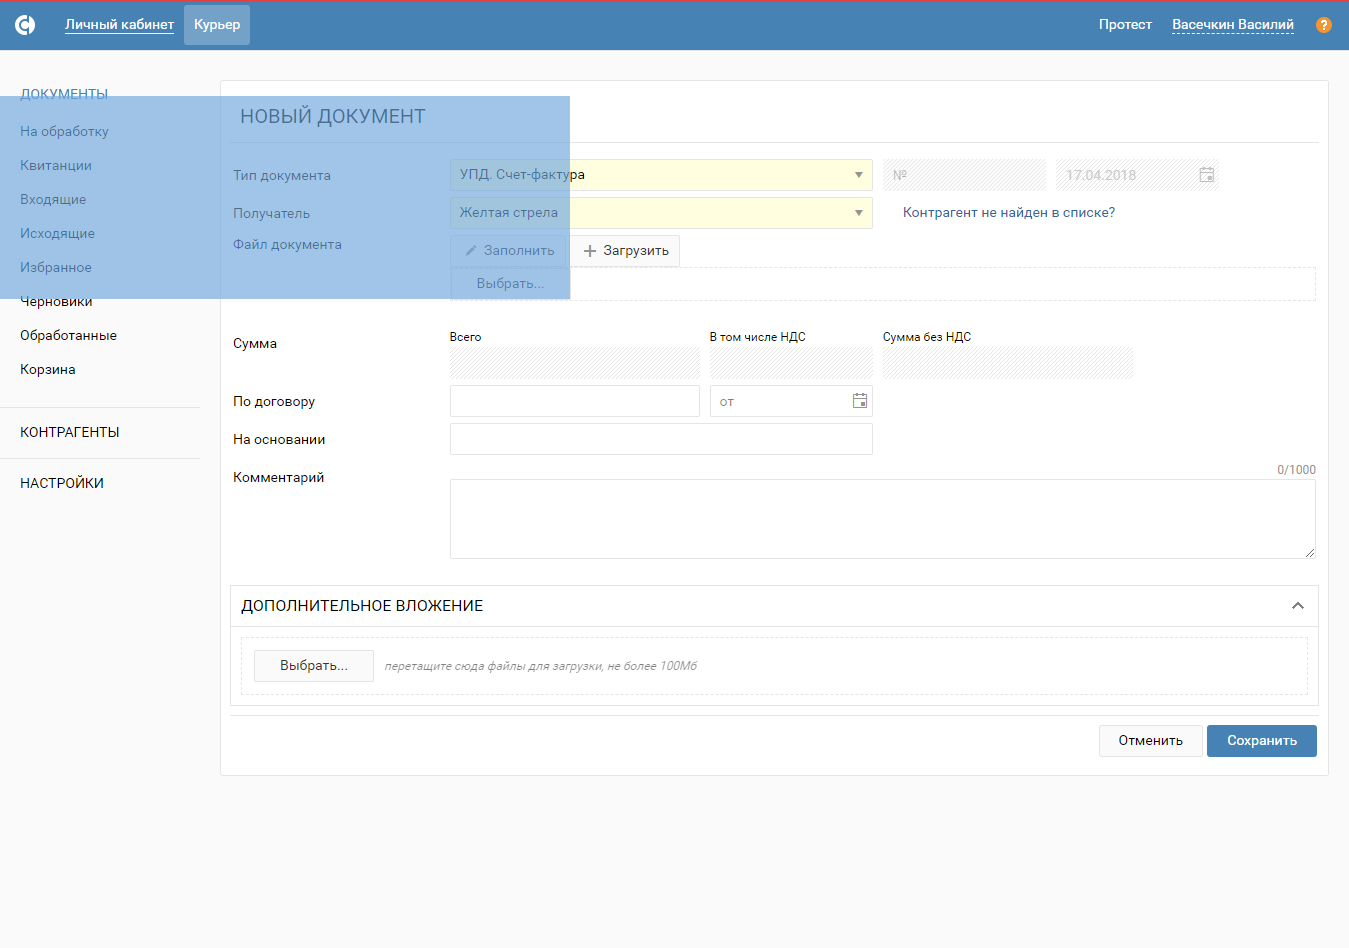 Личный кабинет Курьер Протест Васечкин Василий ?
ДОКУМЕНТЫ
На обработку
Квитанции
Входящие
Исходящие
Избранное
Черновики
Обработанные
Корзина
КОНТРАГЕНТЫ
НАСТРОЙКИ
НОВЫЙ ДОКУМЕНТ
Тип документа УПД. Счет-фактура № 17.04.2018
Получатель Желтая стрела Контрагент не найден в списке?
Файл документа Заполнить Загрузить
Выбрать...
Сумма Всего В том числе НДС Сумма без НДС
По договору от
На основании
Комментарий 0/1000
ДОПОЛНИТЕЛЬНОЕ ВЛОЖЕНИЕ
Выбрать... перетащите сюда файлы для загрузки, не более 100Мб
Отменить Сохранить